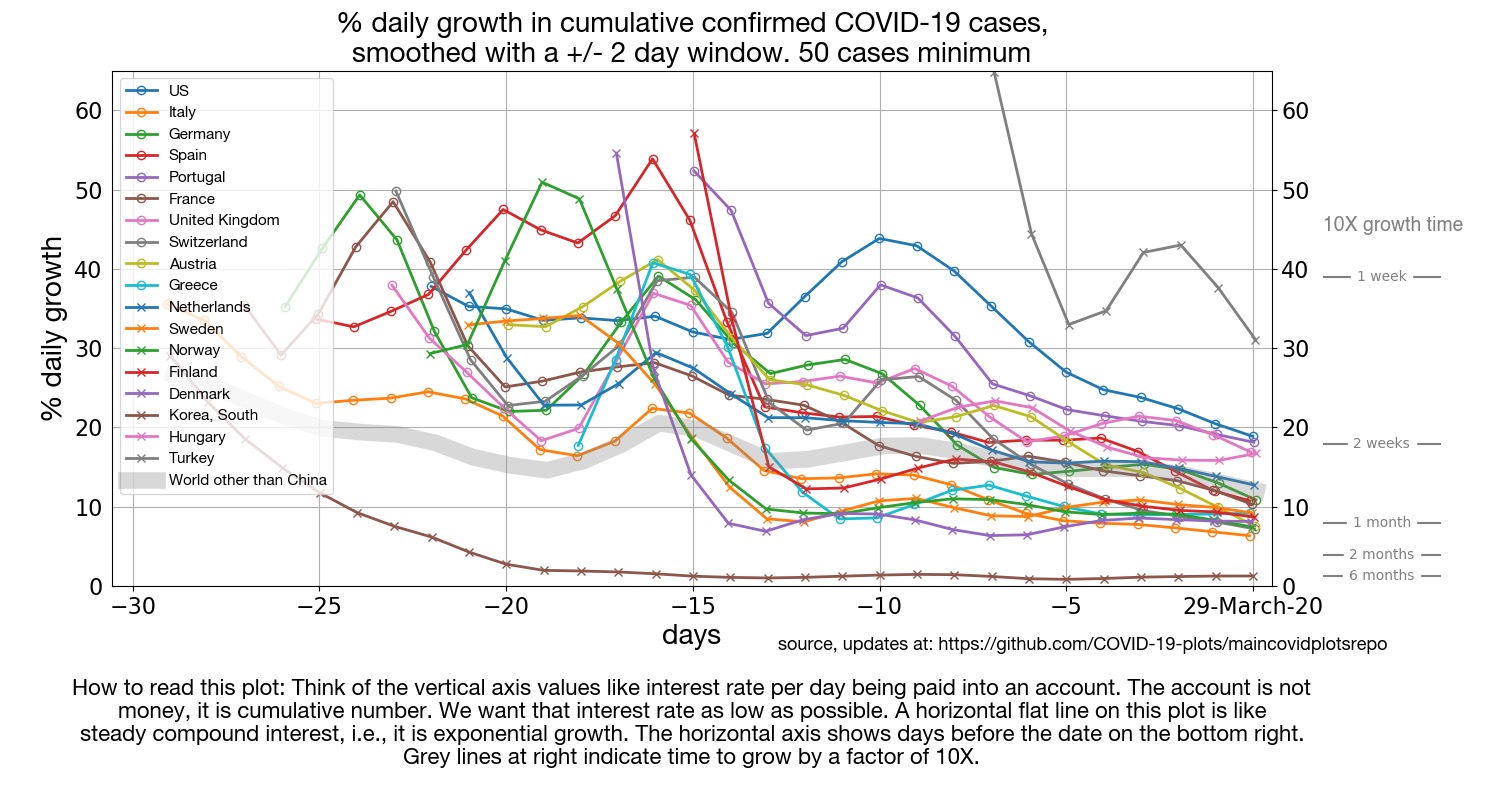 % daily growth in cumulative confirmed COVID-19 cases,
smoothed with a +/- 2 day window. 50 cases minimum
% daily growth
60
50
40
30
20
10
0
US
Italy
Germany
Spain
Portugal
France
United Kingdom
Switzerland
Austria
Greece
Netherlands
Sweden
Norway
Finland
Denmark
Korea, South
Hungary
Turkey
World other than China
60
50
40
30
20
10
0
10X growth time
1 week
2 weeks
1 month
2 months
6 months
−30 −25 −20 −15 −10 −5 29-March-20
days
source, updates at: https://github.com/COVID-19-plots/maincovidplotsrepo
How to read this plot: Think of the vertical axis values like interest rate per day being paid into an account. The account is not
money, it is cumulative number. We want that interest rate as low as possible. A horizontal flat line on this plot is like
steady compound interest, i.e., it is exponential growth. The horizontal axis shows days before the date on the bottom right.
Grey lines at right indicate time to grow by a factor of 10X.